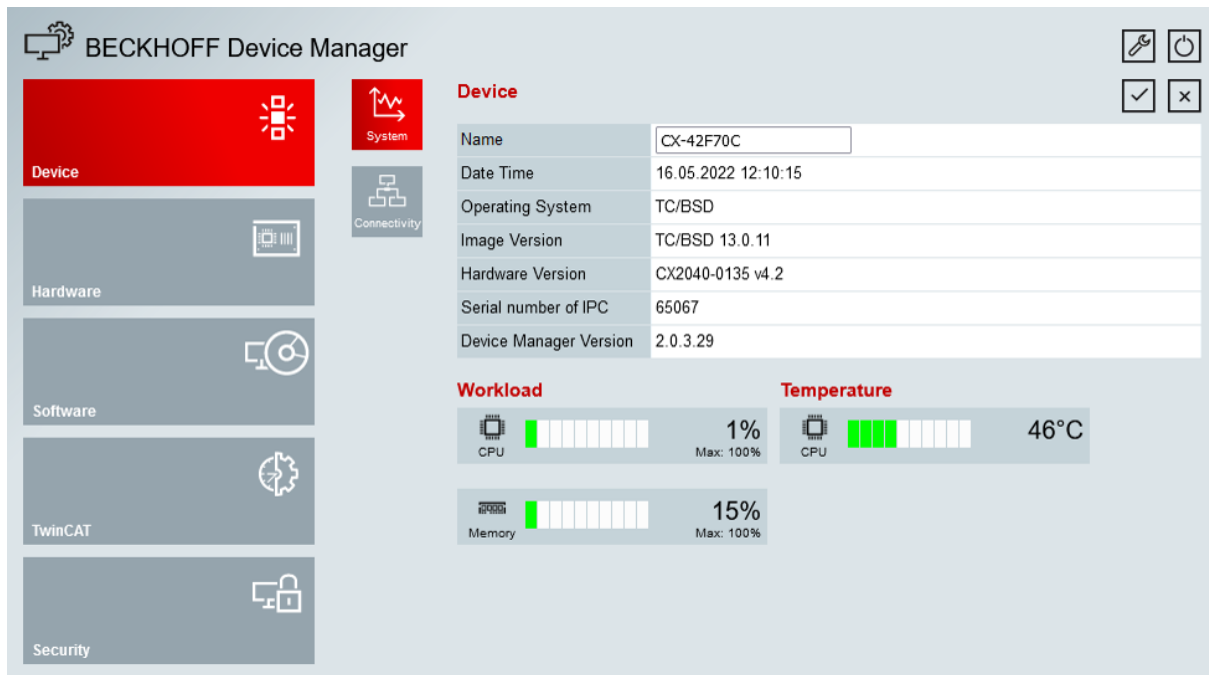 BECKHOFF Device Manager
Device
Hardware
Software
TwinCAT
Security
System
Connectivity
Device
Name CX-42F70C
Date Time 16.05.2022 12:10:15
Operating System TC/BSD
Image Version TC/BSD 13.0.11
Hardware Version CX2040-0135 v4.2
Serial number of IPC 65067
Device Manager Version 2.0.3.29
Workload
CPU 1%
Max: 100%
Memory 15%
Max: 100%
Temperature
CPU 46°C